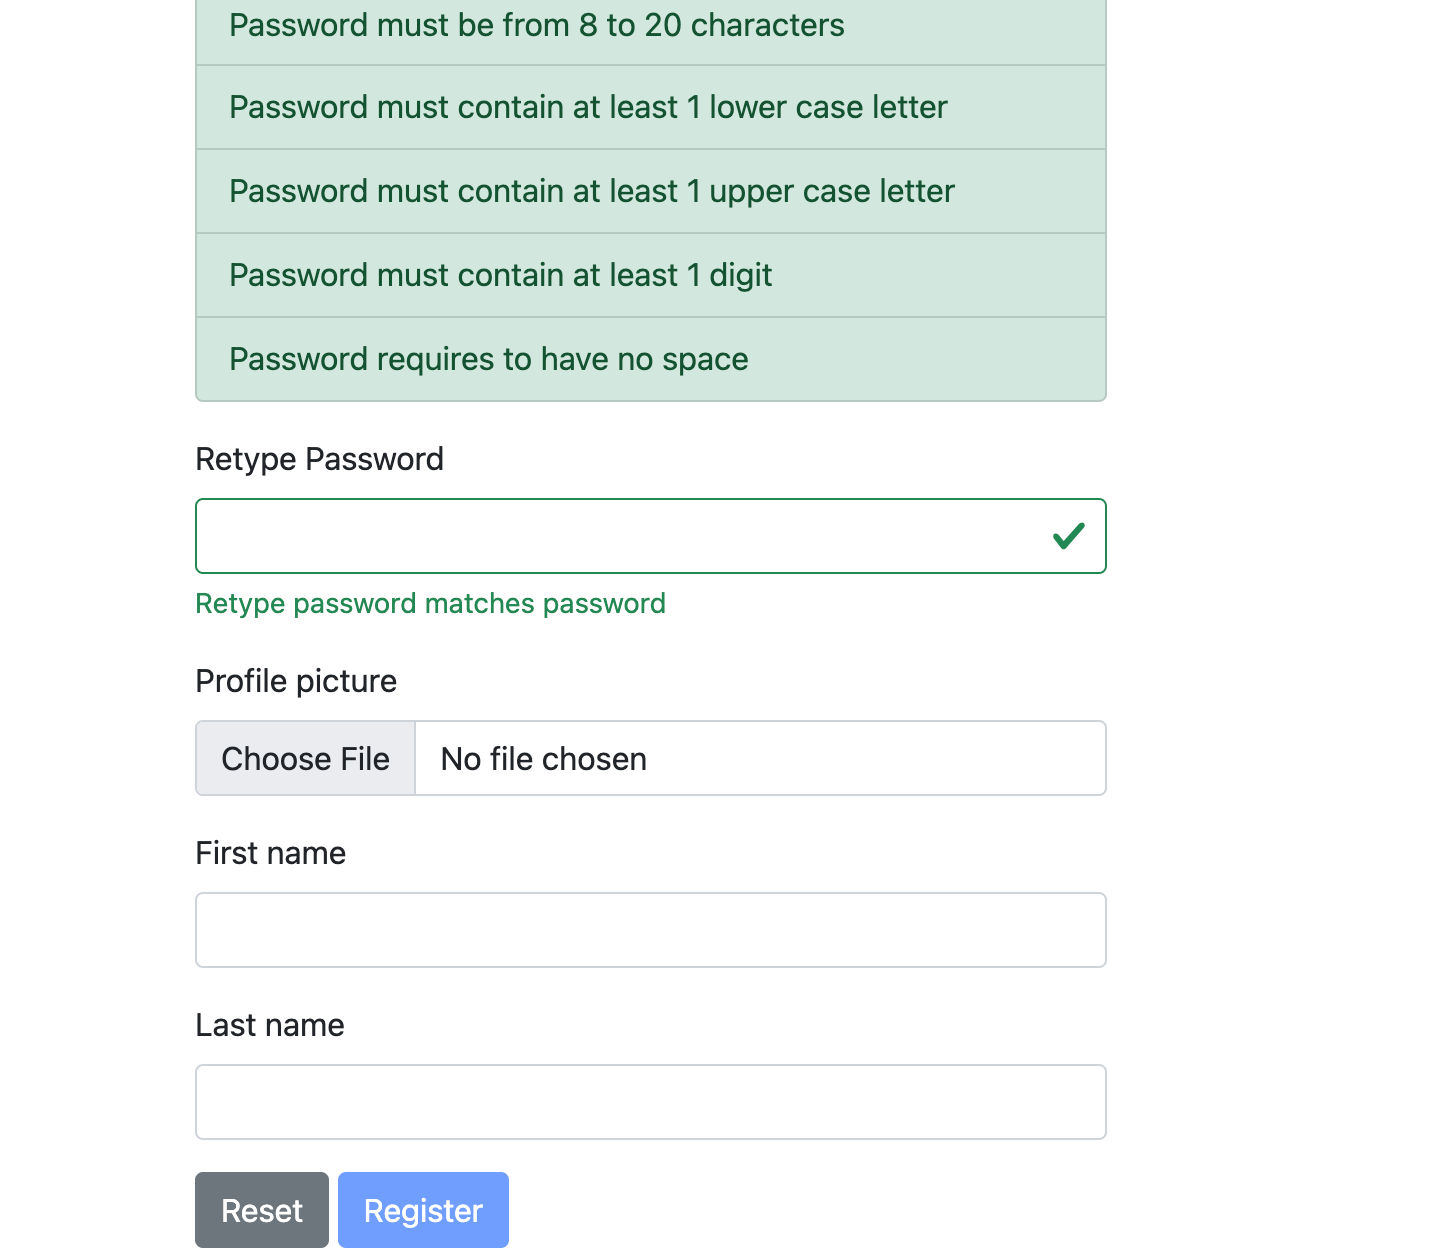 Password must be from 8 to 20 characters
Password must contain at least 1 lower case letter
Password must contain at least 1 upper case letter
Password must contain at least 1 digit
Password requires to have no space
Retype Password
Retype password matches password
Profile picture
Choose File No file chosen
First name
Last name
Reset Register